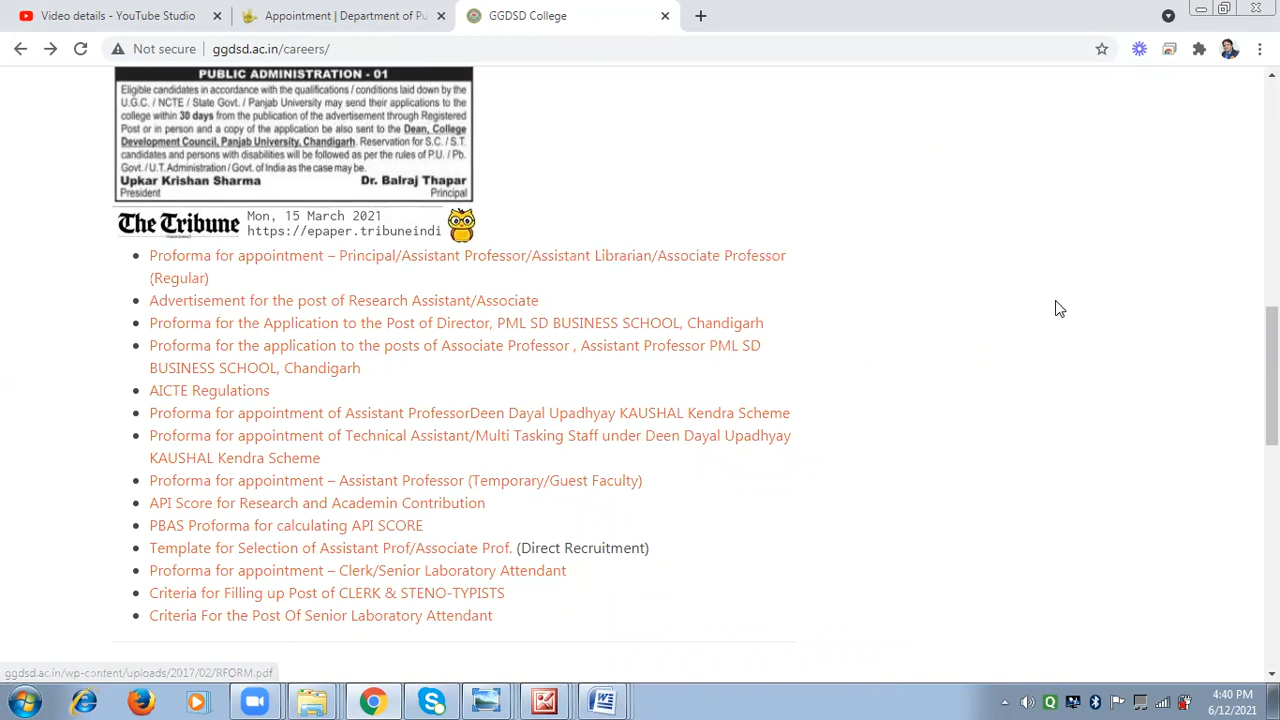 Video details - YouTube Studio
Appointment | Department of Pu
GGDSD College
Not secure
ggdsd.ac.in/careers/
PUBLIC ADMINISTRATION - 01
Eligible candidates in accordance with the qualifications / conditions laid down by the
U.G.C. / NCTE / State Govt. / Panjab University may send their applications to the
college within 30 days from the publication of the advertisement through Registered
Post or in person and a copy of the application be also sent to the Dean, College
Development Council, Panjab University, Chandigarh. Reservation for S.C. / S.T.
candidates and persons with disabilities will be followed as per the rules of P.U. / Pb.
Govt. / U.T. Administration / Govt. of India as the case may be.
Upkar Krishan Sharma Dr. Balraj Thapar
President Principal
The Tribune Mon, 15 March 2021
https://epaper.tribuneindi
Proforma for appointment – Principal/Assistant Professor/Assistant Librarian/Associate Professor
(Regular)
Advertisement for the post of Research Assistant/Associate
Proforma for the Application to the Post of Director, PML SD BUSINESS SCHOOL, Chandigarh
Proforma for the application to the posts of Associate Professor , Assistant Professor PML SD
BUSINESS SCHOOL, Chandigarh
AICTE Regulations
Proforma for appointment of Assistant ProfessorDeen Dayal Upadhyay KAUSHAL Kendra Scheme
Proforma for appointment of Technical Assistant/Multi Tasking Staff under Deen Dayal Upadhyay
KAUSHAL Kendra Scheme
Proforma for appointment – Assistant Professor (Temporary/Guest Faculty)
API Score for Research and Academin Contribution
PBAS Proforma for calculating API SCORE
Template for Selection of Assistant Prof/Associate Prof. (Direct Recruitment)
Proforma for appointment – Clerk/Senior Laboratory Attendant
Criteria for Filling up Post of CLERK & STENO-TYPISTS
Criteria For the Post Of Senior Laboratory Attendant
ggdsd.ac.in/wp-content/uploads/2017/02/RFORM.pdf
4:40 PM
6/12/2021